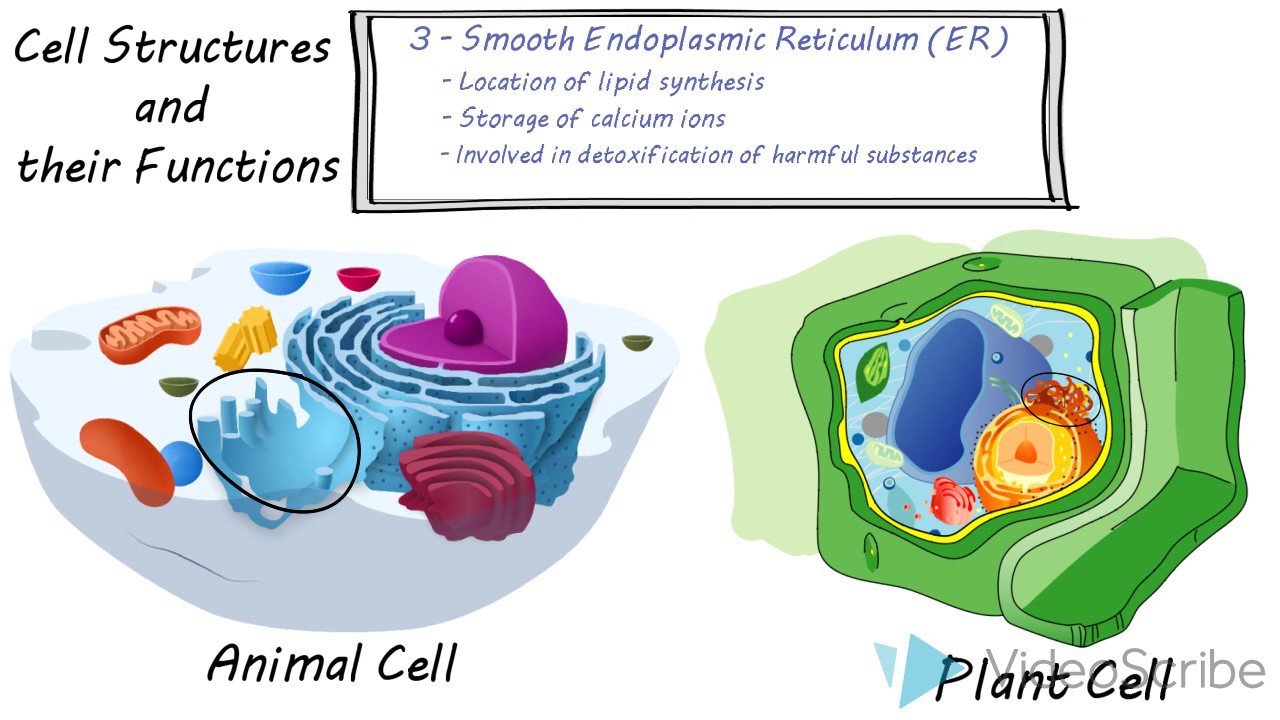 Cell Structures
and
their Functions
3 - Smooth Endoplasmic Reticulum (ER)
- Location of lipid synthesis
- Storage of calcium ions
- Involved in detoxification of harmful substances
Animal Cell
Plant Cell
VideoScribe